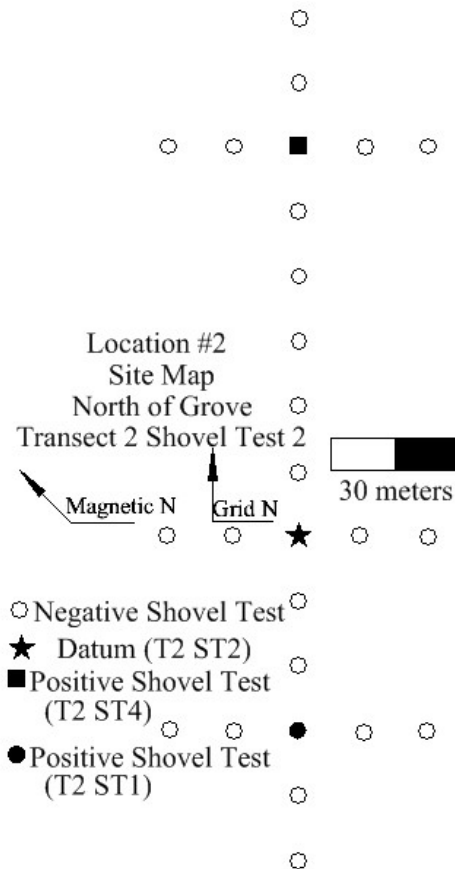 Location #2
Site Map
North of Grove
Transect 2 Shovel Test 2
30 meters
Magnetic N
Grid N
Negative Shovel Test
Datum (T2 ST2)
Positive Shovel Test
(T2 ST4)
Positive Shovel Test
(T2 ST1)